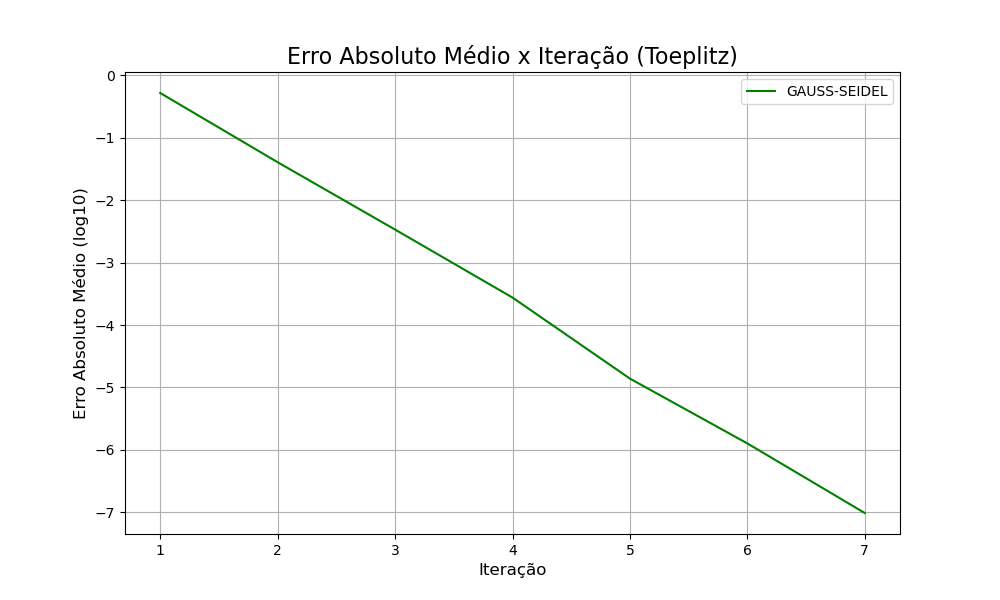 Erro Absoluto Médio x Iteração (Toeplitz)
GAUSS-SEIDEL
Erro Absoluto Médio (log10)
0
−1
−2
−3
−4
−5
−6
−7
1 2 3 4 5 6 7
Iteração